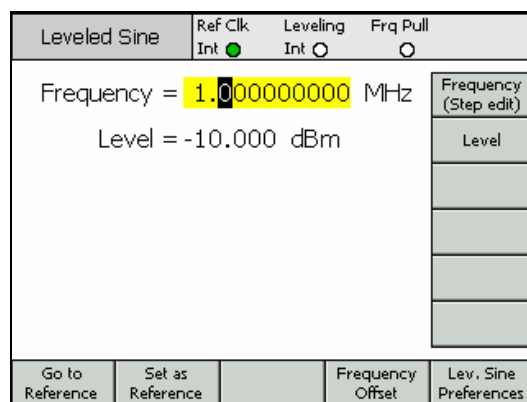 Leveled Sine
Ref Clk Leveling Frq Pull
Int Int
Frequency = 1.000000000 MHz
Level = -10.000 dBm
Frequency
(Step edit)
Level
Go to
Reference
Set as
Reference
Frequency
Offset
Lev. Sine
Preferences